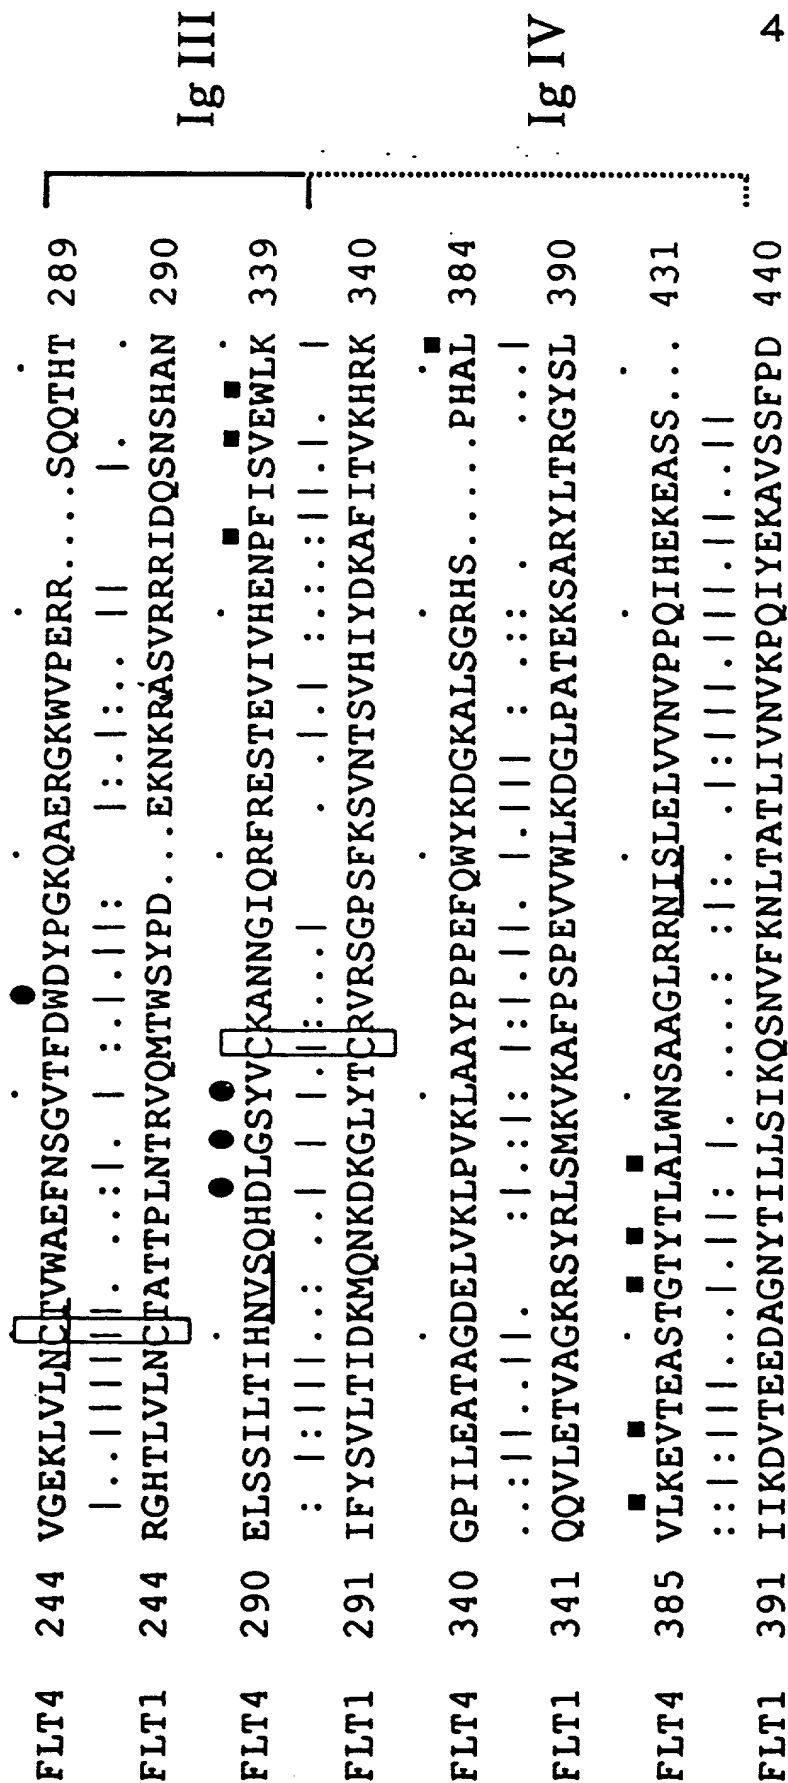 FLT4 244 VGEKLVLNCTVWAEFNSGVTFDWDYPGKQAERGKWVPERR....SQQTHT 289
FLT1 244 RGHTLVLNCTATTPLNTRVQMTWSYPD...EKNKRASVRRRIDQSNSHAN 290
FLT4 290 ELSSILTIHNVSQHDLGSYVCKANNGIQRFRESTEVIVHENPFISVEWLK 339
FLT1 291 IFYSVLTIDKMQNKDKGLYTCRVRSGPSFKSVNTSVHIYDKAFITVKHRK 340
FLT4 340 GPILEATAGDELVKLPVKLAAYPPPEFQWYKDGKALSGRHS.....PHAL 384
FLT1 341 QQVLETVAGKRSYRLSMKVKAFPSPEVVWLKDGLPATEKSARYLTRGYSL 390
FLT4 385 VLKEVTEASTGTYTLALWNSAAGLRRNISLELVVNVPPQIHEKEASS... 431
FLT1 391 IIKDVTEEDAGNYTILLSIKQSNVFKNLTATLIVNVKPQIYEKAVSSFPD 440
Ig III
Ig IV
4